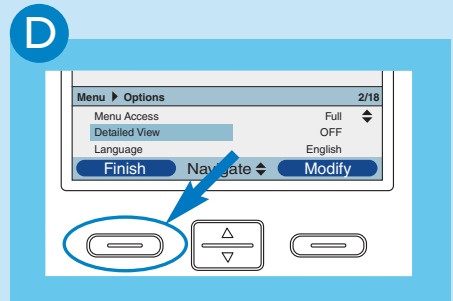 D
Menu Options 2/18
Menu Access Full
Detailed View OFF
Language English
Finish Navigate Modify